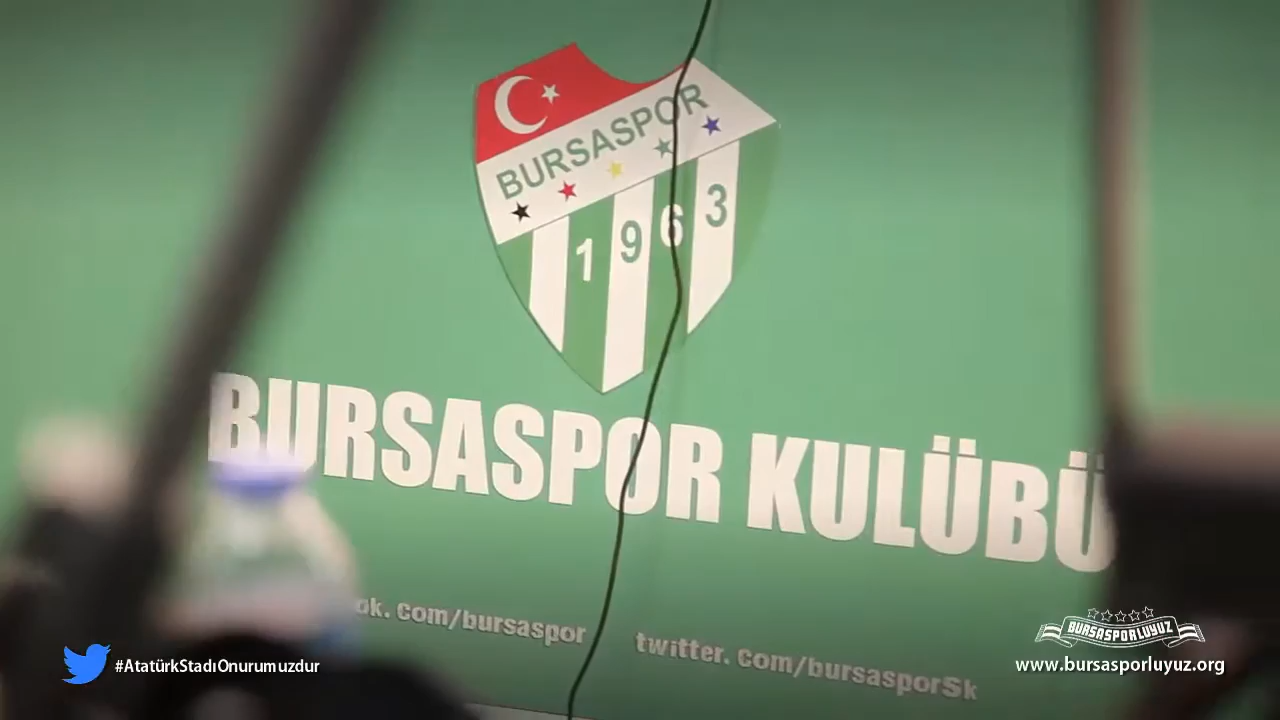 BURSASPOR
1963
BURSASPOR KULÜBÜ
ok. com/bursaspor
twitter. com/bursasporSk
#AtatürkStadıOnurumuzdur
BURSASPORLUYUZ
www.bursasporluyuz.org